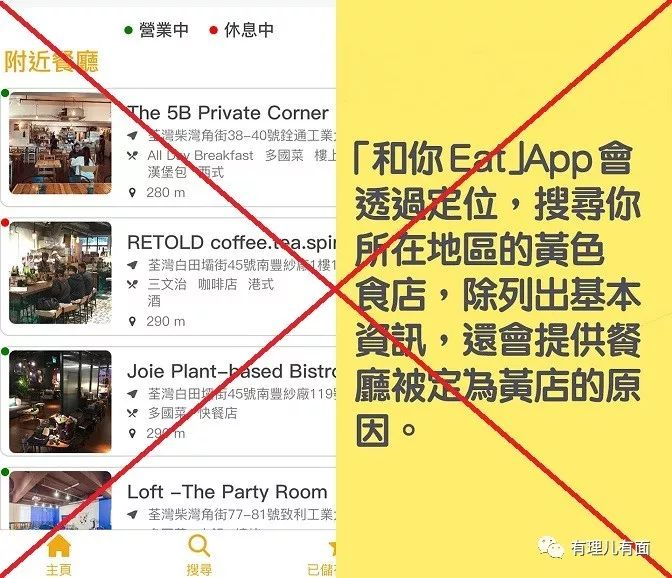 營業中 休息中
附近餐廳
The 5B Private Corner
荃灣柴灣角街38-40號銓通工業
All Day Breakfast 多國菜 樓上
漢堡包 西式
280 m
RETOLD coffee.tea.spir
荃灣白田壩街45號南豐紗廠1樓1
三文治 咖啡店 港式
酒
290 m
Joie Plant-based Bistro
荃灣白田壩街45號南豐紗廠119
多國菜 快餐店
290 m
Loft -The Party Room
荃灣柴灣角街77-81號致利工業
主頁
搜尋
已儲
「和你Eat」App會
透過定位，搜尋你
所在地區的黃色
食店，除列出基本
資訊，還會提供餐
廳被定為黃店的原
因。
有理儿有面